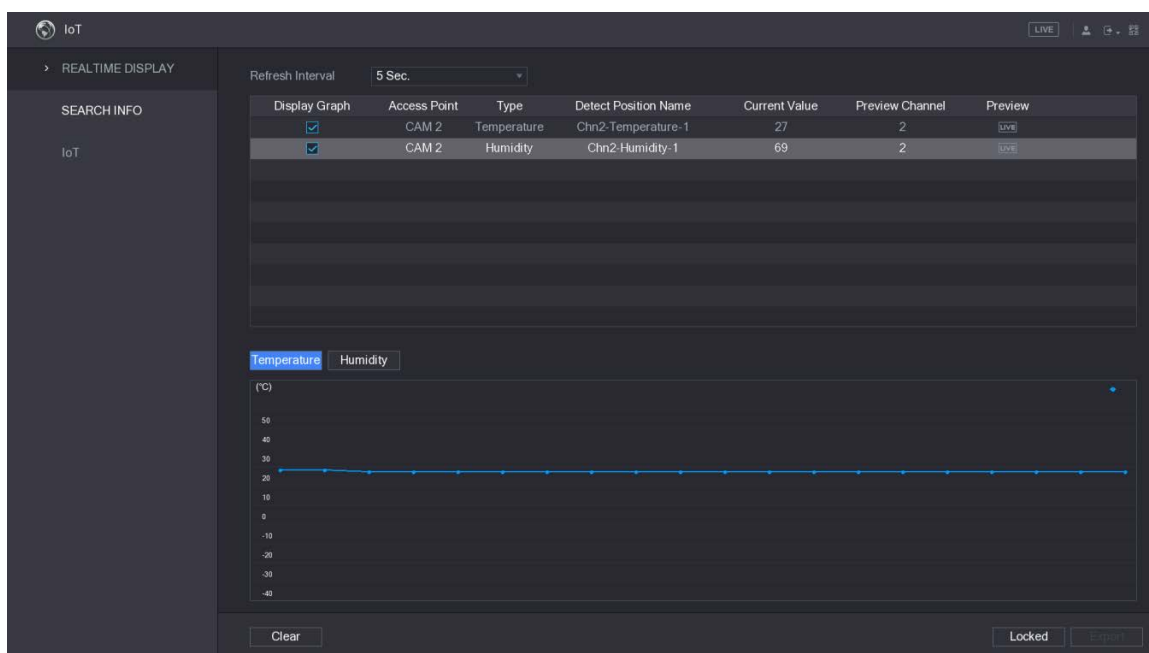 IoT
LIVE
REALTIME DISPLAY
SEARCH INFO
IoT
Refresh Interval 5 Sec.
Display Graph Access Point Type Detect Position Name Current Value Preview Channel Preview
CAM 2 Temperature Chn2-Temperature-1 27 2 LIVE
CAM 2 Humidity Chn2-Humidity-1 69 2 LIVE
Temperature Humidity
(°C)
50
40
30
20
10
0
-10
-20
-30
-40
Clear Locked Export